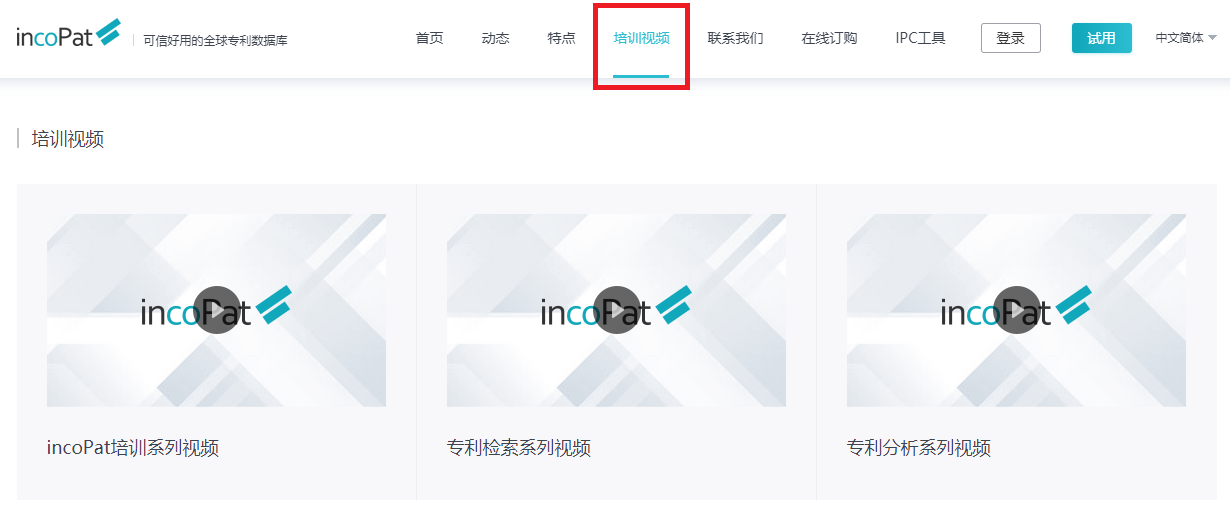 incoPat 可信好用的全球专利数据库 首页 动态 特点 培训视频 联系我们 在线订购 IPC工具 登录 试用 中文简体
培训视频
incoPat incoPat incoPat
incoPat培训系列视频 专利检索系列视频 专利分析系列视频